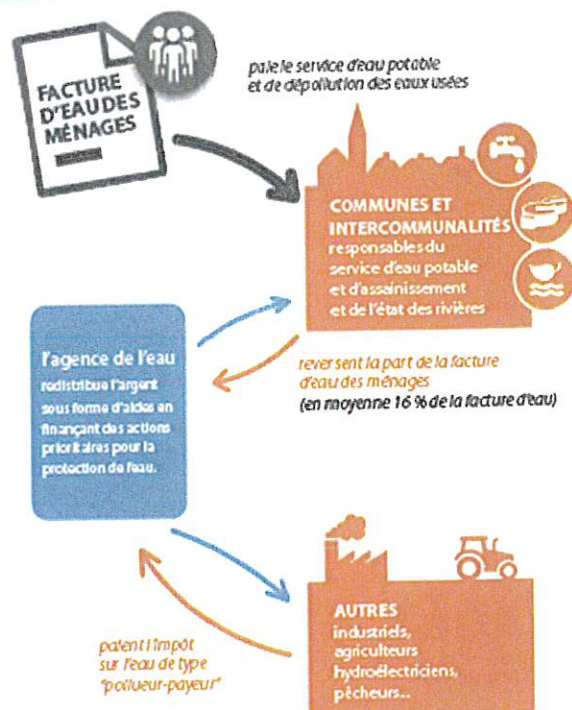 FACTURE
D'EAU DES
MÉNAGES
paie le service d'eau potable
et de dépollution des eaux usées
COMMUNES ET
INTERCOMMUNALITÉS
responsables du
service d'eau potable
et d'assainissement
et de l'état des rivières
l'agence de l'eau
redistribue l'argent
sous forme d'aides en
finançant des actions
prioritaires pour la
protection de l'eau.
reversent la part de la facture
d'eau des ménages
(en moyenne 16 % de la facture d'eau)
paient l'impôt
sur l'eau de type
"pollueur-payeur"
AUTRES
industriels,
agriculteurs
hydroélectriciens,
pêcheurs...